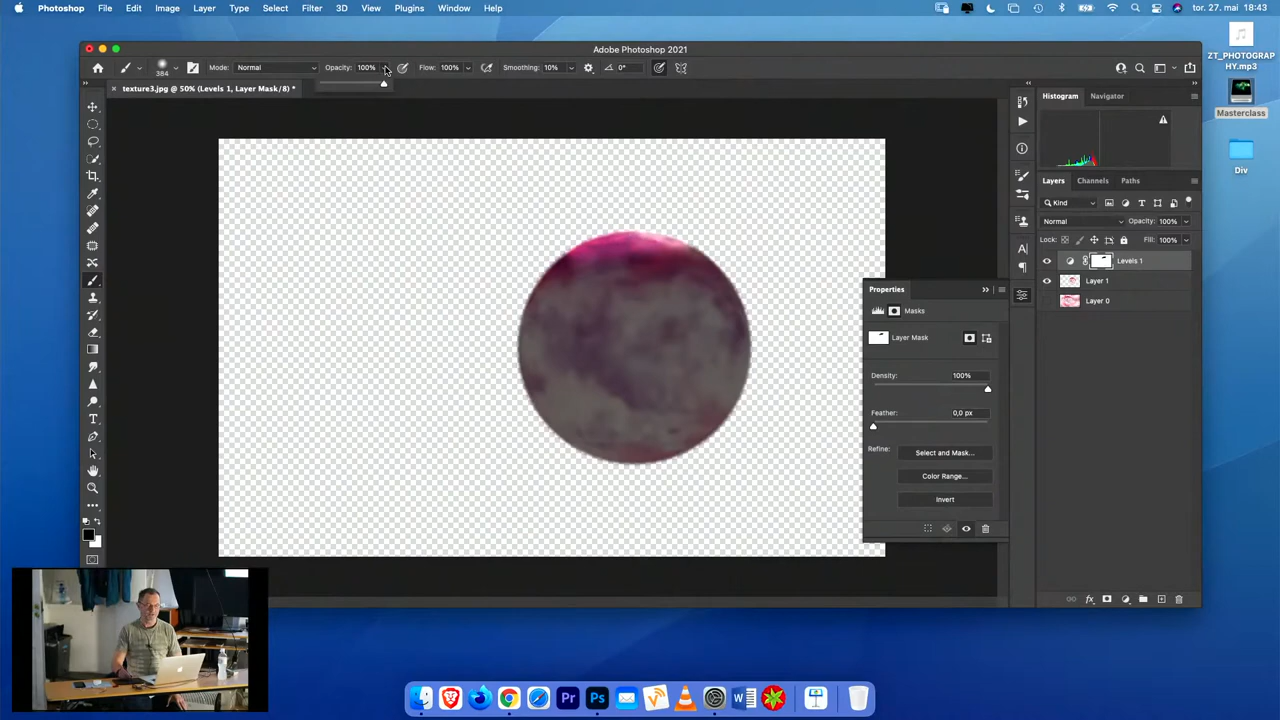 Photoshop File Edit Image Layer Type Select Filter 3D View Plugins Window Help
tor. 27. mai 18:43
Adobe Photoshop 2021
384 Mode: Normal Opacity: 100% Flow: 100% Smoothing: 10% 0°
texture3.jpg @ 50% (Levels 1, Layer Mask/8) *
Histogram Navigator
Layers Channels Paths
Kind
Normal Opacity: 100%
Lock: Fill: 100%
Levels 1
Layer 1
Layer 0
Properties
Masks
Layer Mask
Density: 100%
Feather: 0,0 px
Refine: Select and Mask...
Color Range...
Invert
ZT_PHOTOGRAP
HY.mp3
Masterclass
Div